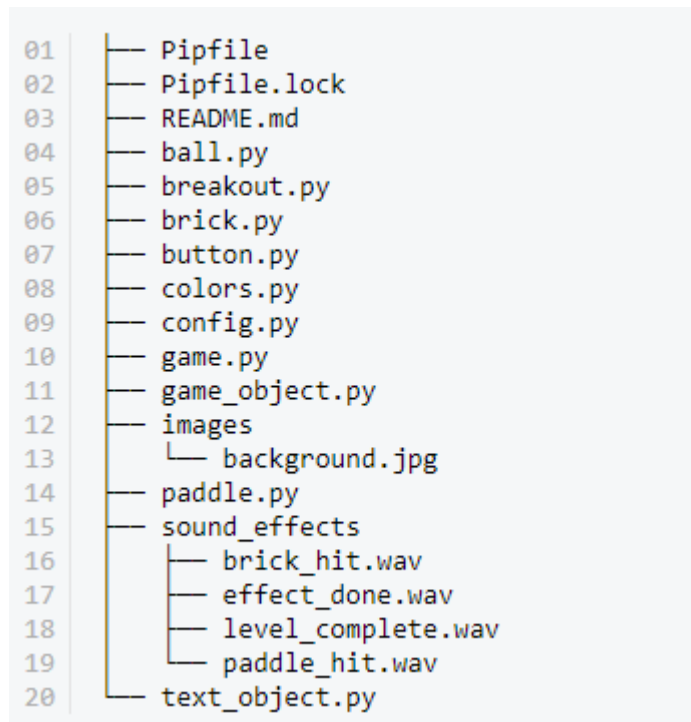 01 ├── Pipfile
02 ├── Pipfile.lock
03 ├── README.md
04 ├── ball.py
05 ├── breakout.py
06 ├── brick.py
07 ├── button.py
08 ├── colors.py
09 ├── config.py
10 ├── game.py
11 ├── game_object.py
12 ├── images
13 │   └── background.jpg
14 ├── paddle.py
15 ├── sound_effects
16 │   ├── brick_hit.wav
17 │   ├── effect_done.wav
18 │   ├── level_complete.wav
19 │   └── paddle_hit.wav
20 └── text_object.py